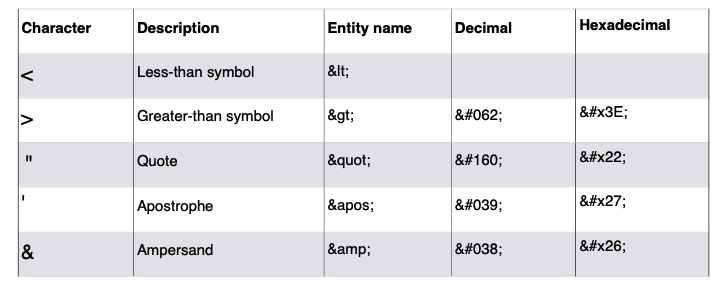 Character Description Entity name Decimal Hexadecimal
< Less-than symbol &lt;
> Greater-than symbol &gt; &#062; &#x3E;
" Quote &quot; &#160; &#x22;
' Apostrophe &apos; &#039; &#x27;
& Ampersand &amp; &#038; &#x26;